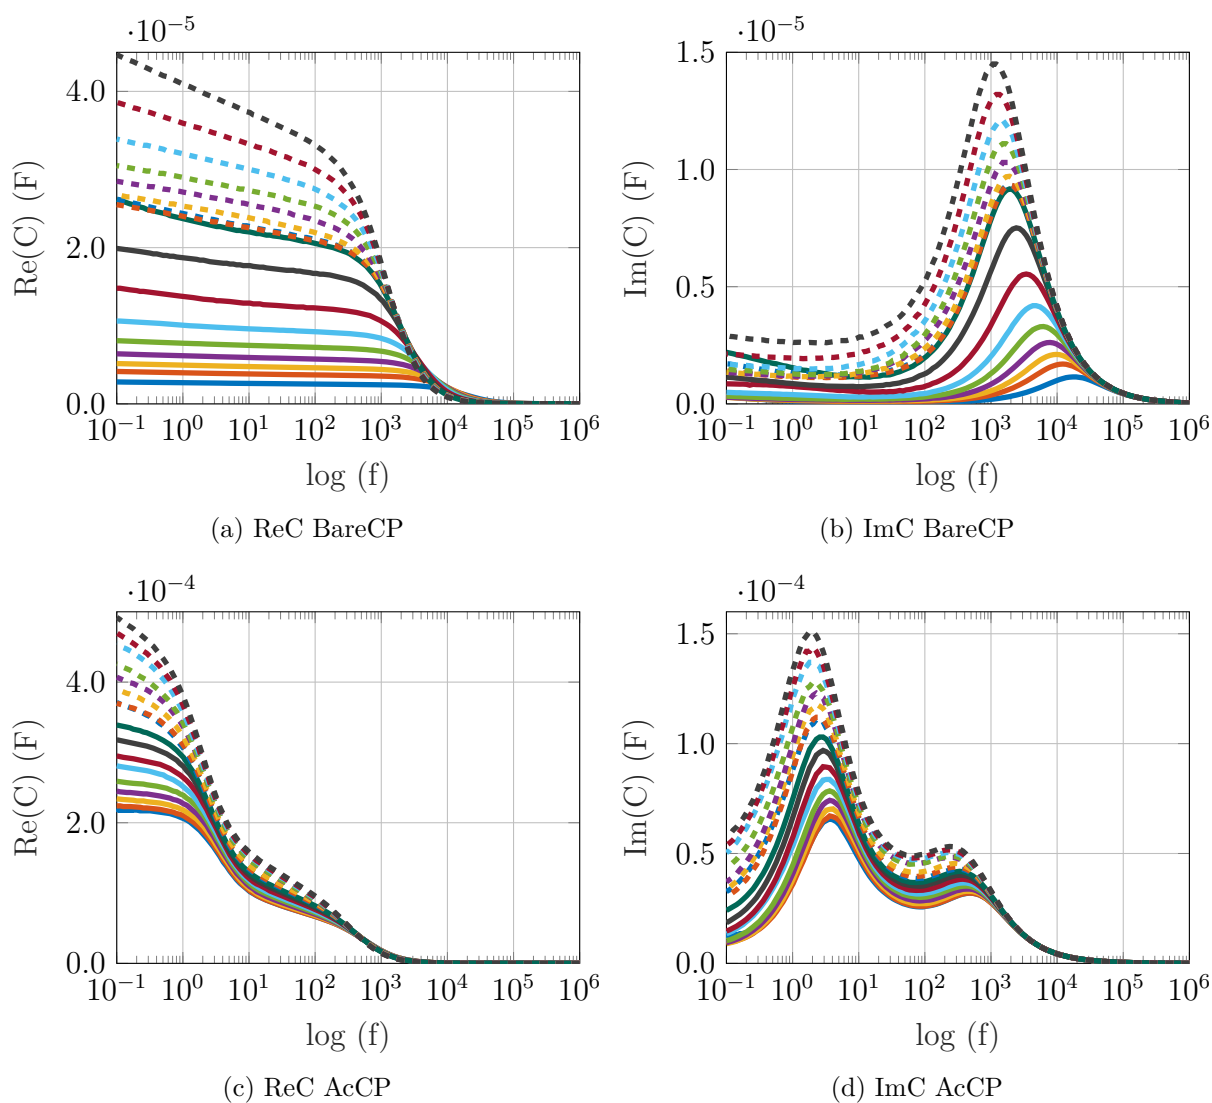 ·10⁻⁵
4.0
2.0
0.0
Re(C) (F)
10⁻¹ 10⁰ 10¹ 10² 10³ 10⁴ 10⁵ 10⁶
log (f)
(a) ReC BareCP
·10⁻⁵
1.5
1.0
0.5
0.0
Im(C) (F)
10⁻¹ 10⁰ 10¹ 10² 10³ 10⁴ 10⁵ 10⁶
log (f)
(b) ImC BareCP
·10⁻⁴
4.0
2.0
0.0
Re(C) (F)
10⁻¹ 10⁰ 10¹ 10² 10³ 10⁴ 10⁵ 10⁶
log (f)
(c) ReC AcCP
·10⁻⁴
1.5
1.0
0.5
0.0
Im(C) (F)
10⁻¹ 10⁰ 10¹ 10² 10³ 10⁴ 10⁵ 10⁶
log (f)
(d) ImC AcCP